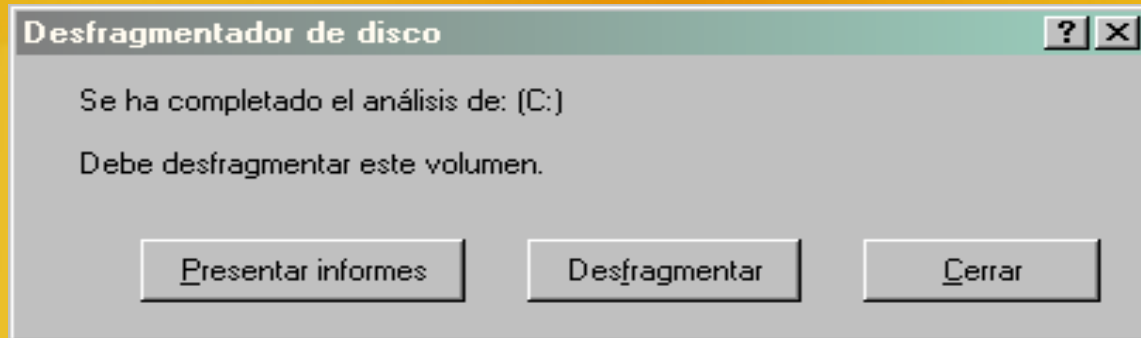 Desfragmentador de disco
Se ha completado el análisis de: (C:)
Debe desfragmentar este volumen.
Presentar informes Desfragmentar Cerrar